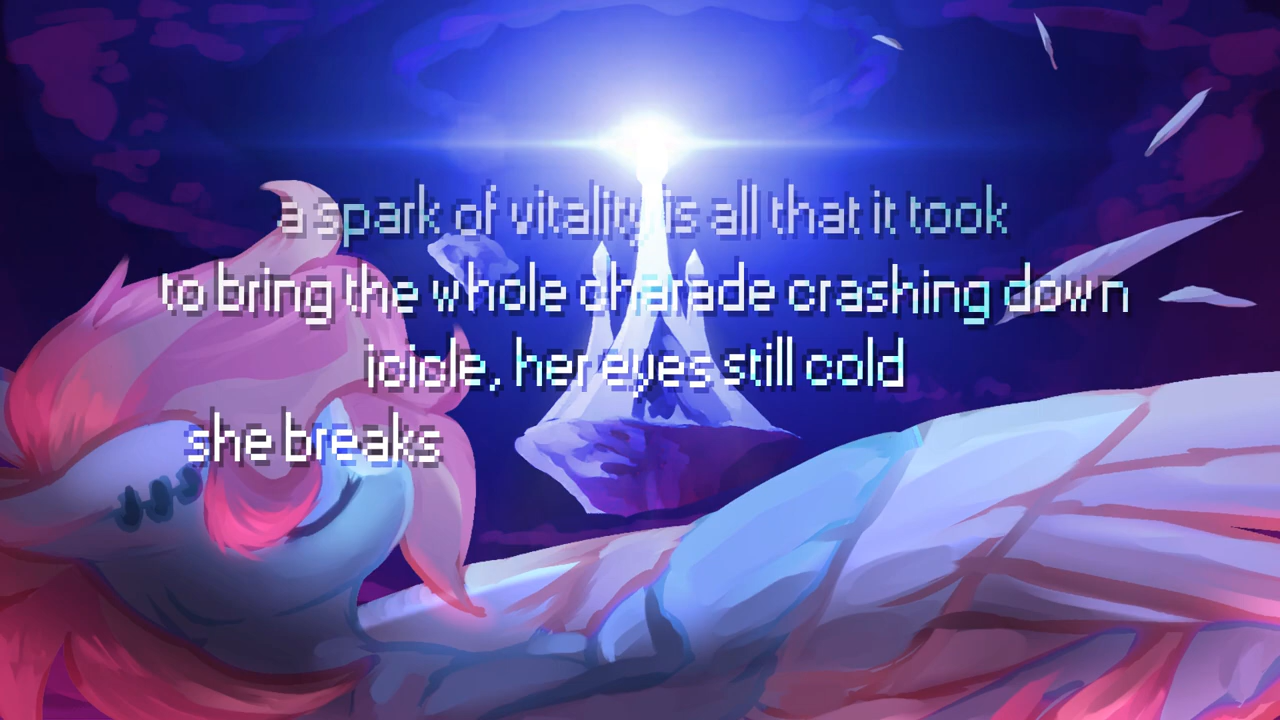 a spark of vitality is all that it took
to bring the whole charade crashing down
icicle, her eyes still cold
she breaks